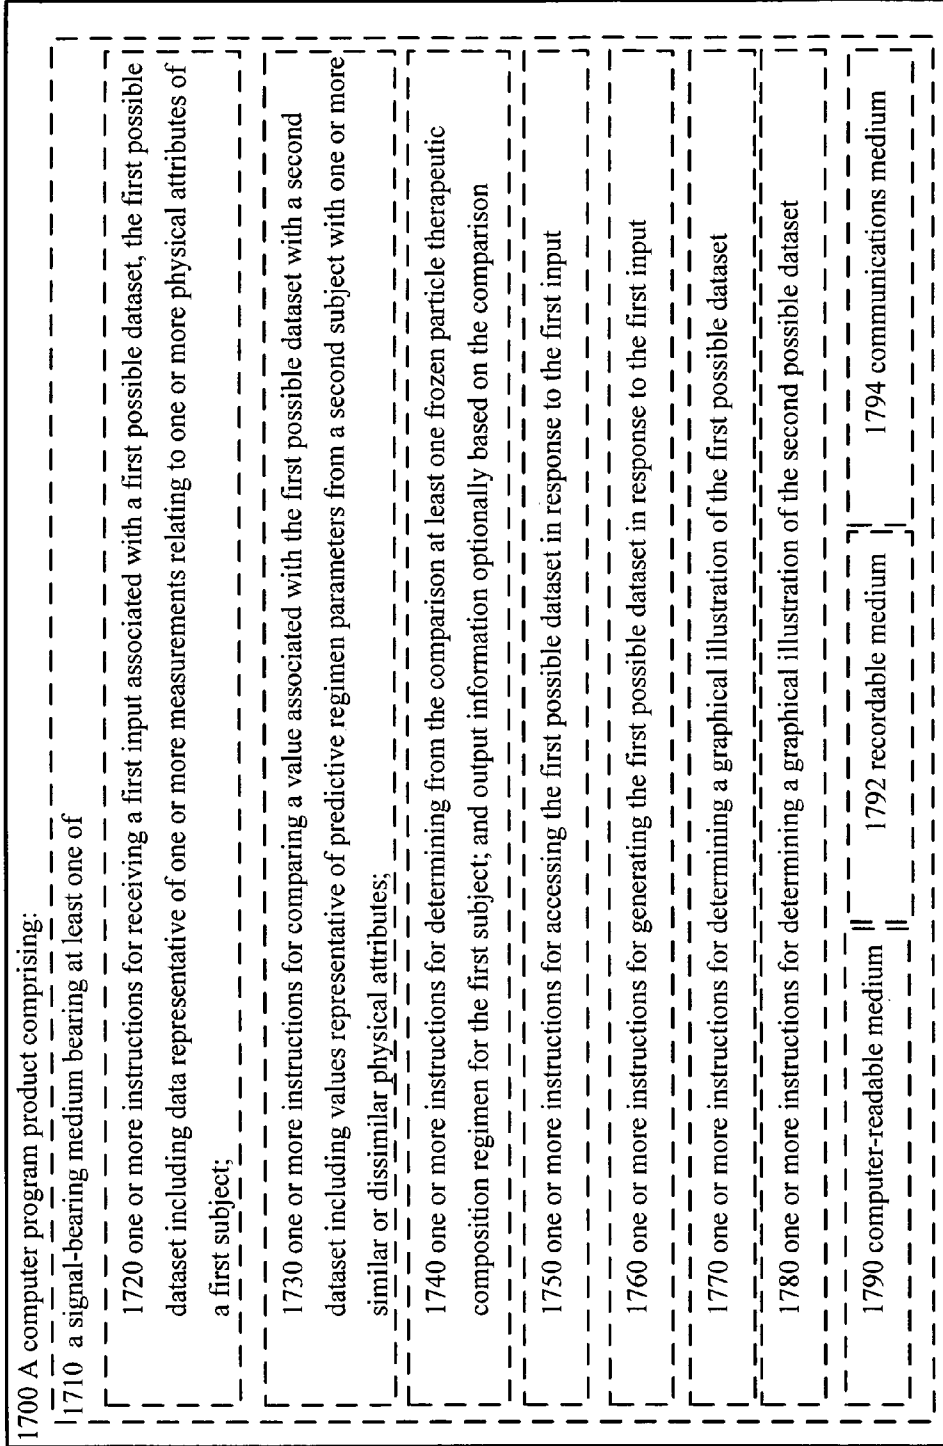 1700 A computer program product comprising:
1710 a signal-bearing medium bearing at least one of
1720 one or more instructions for receiving a first input associated with a first possible dataset, the first possible
dataset including data representative of one or more measurements relating to one or more physical attributes of
a first subject;
1730 one or more instructions for comparing a value associated with the first possible dataset with a second
dataset including values representative of predictive regimen parameters from a second subject with one or more
similar or dissimilar physical attributes;
1740 one or more instructions for determining from the comparison at least one frozen particle therapeutic
composition regimen for the first subject; and output information optionally based on the comparison
1750 one or more instructions for accessing the first possible dataset in response to the first input
1760 one or more instructions for generating the first possible dataset in response to the first input
1770 one or more instructions for determining a graphical illustration of the first possible dataset
1780 one or more instructions for determining a graphical illustration of the second possible dataset
1790 computer-readable medium
1792 recordable medium
1794 communications medium